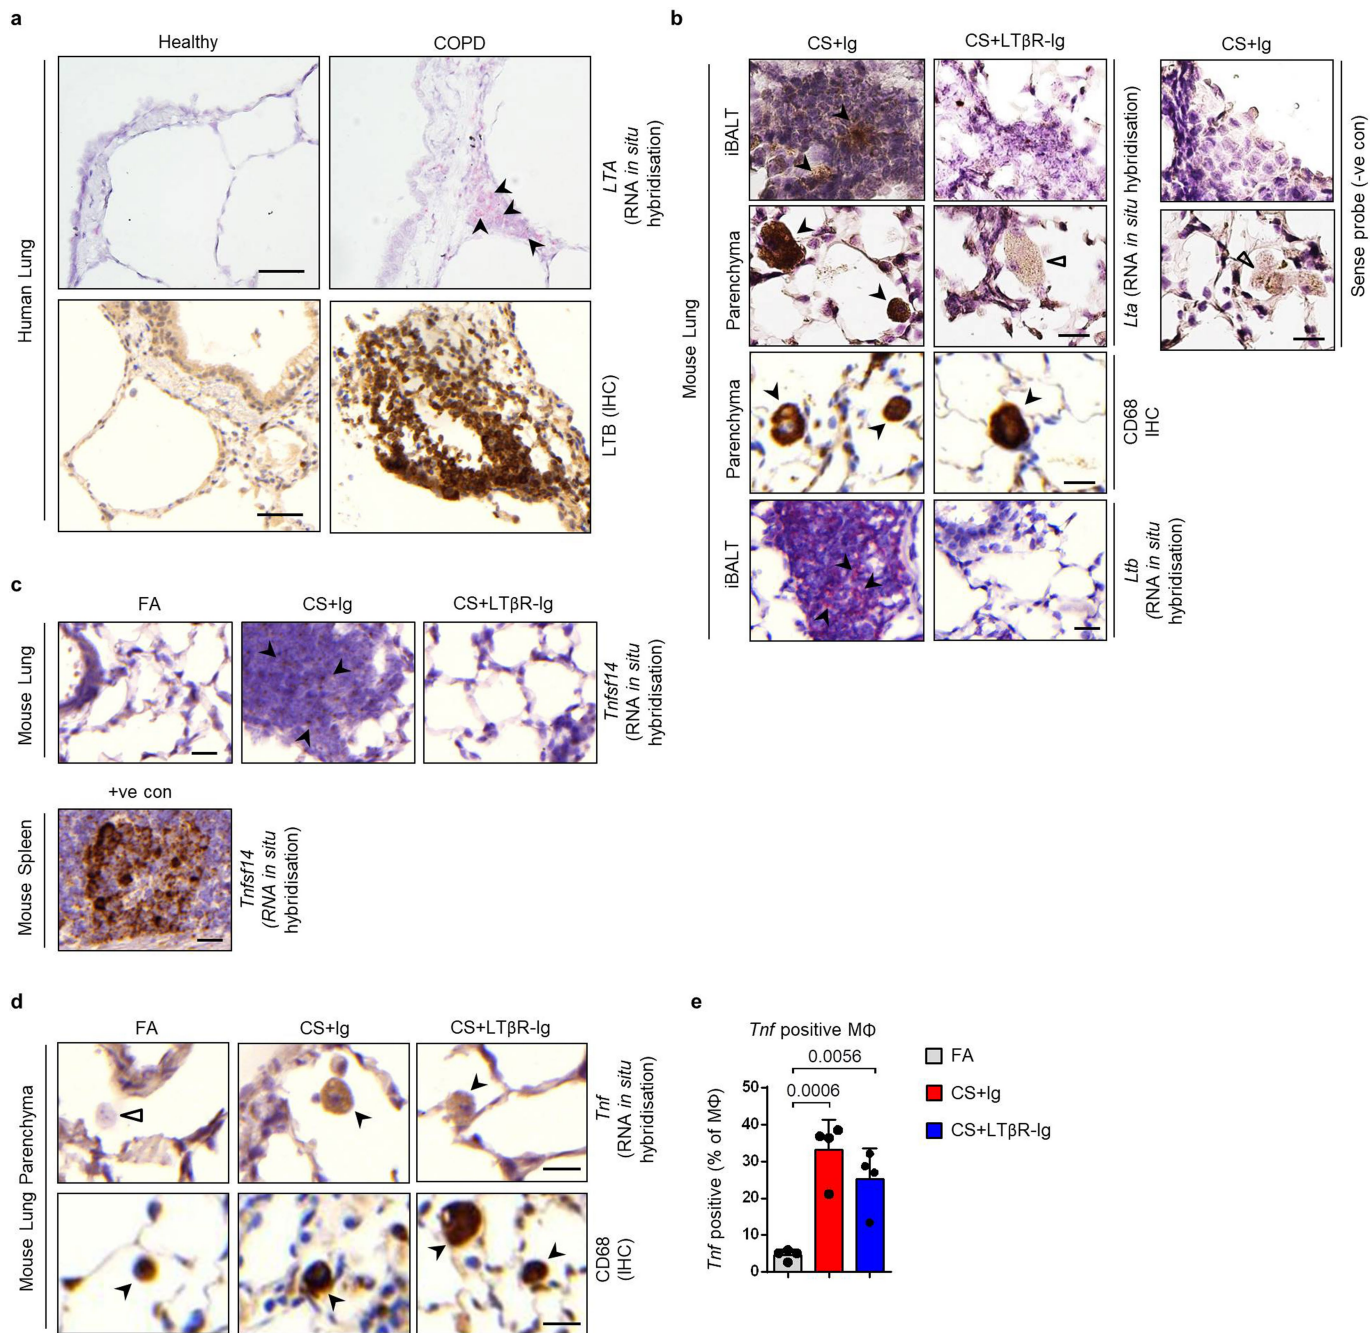 a
Healthy
COPD
Human Lung
LTA
(RNA in situ
hybridisation)
LTB (IHC)
b
CS+Ig
CS+LTβR-Ig
CS+Ig
Mouse Lung
iBALT
Parenchyma
Parenchyma
iBALT
Lta (RNA in situ hybridisation)
CD68
IHC
Ltb
(RNA in situ
hybridisation)
Sense probe (-ve con)
c
FA
CS+Ig
CS+LTβR-Ig
Mouse Lung
Tnfsf14
(RNA in situ
hybridisation)
+ve con
Mouse Spleen
Tnfsf14
(RNA in situ
hybridisation)
d
FA
CS+Ig
CS+LTβR-Ig
Mouse Lung Parenchyma
Tnf
(RNA in situ
hybridisation)
CD68
(IHC)
e
Tnf positive MΦ
0.0056
0.0006
Tnf positive (% of MΦ)
50
40
30
20
10
0
FA
CS+Ig
CS+LTβR-Ig